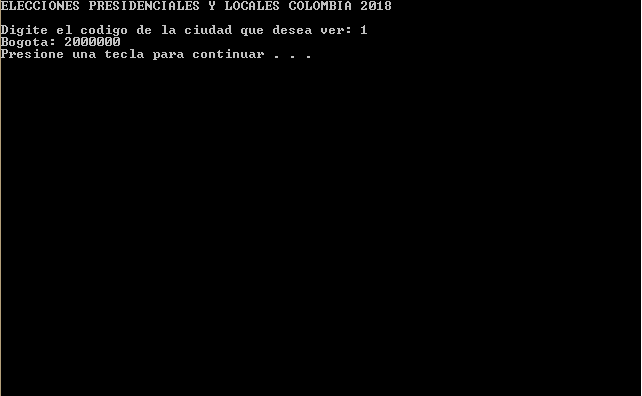 ELECCIONES PRESIDENCIALES Y LOCALES COLOMBIA 2018
Digite el codigo de la ciudad que desea ver: 1
Bogota: 2000000
Presione una tecla para continuar . . .